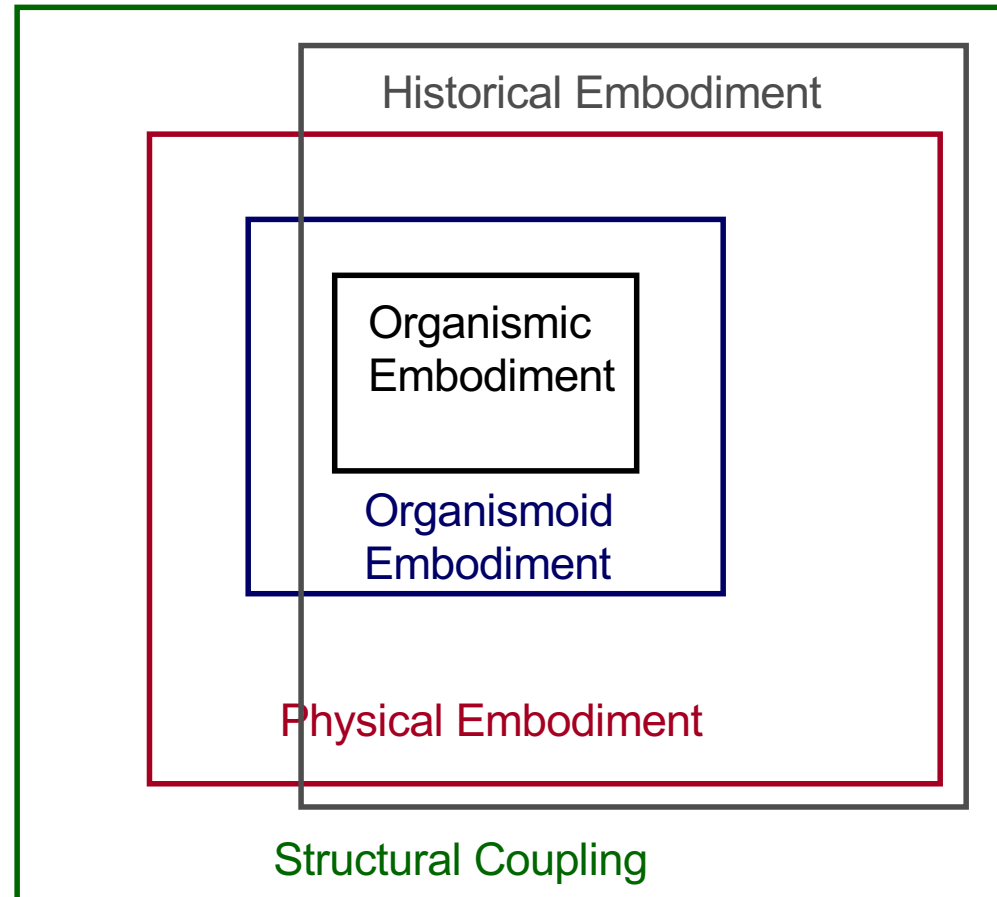 Historical Embodiment
Organismic
Embodiment
Organismoid
Embodiment
Physical Embodiment
Structural Coupling